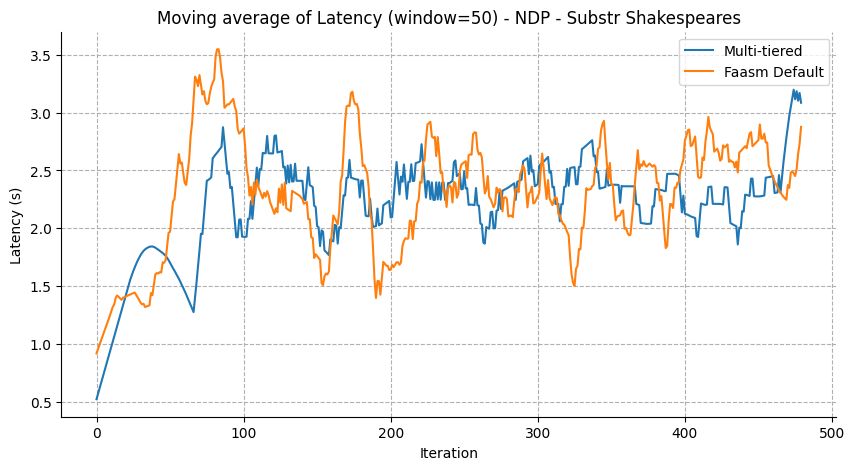 Moving average of Latency (window=50) - NDP - Substr Shakespeares
Multi-tiered
Faasm Default
Latency (s)
3.5
3.0
2.5
2.0
1.5
1.0
0.5
0
100
200
300
400
500
Iteration